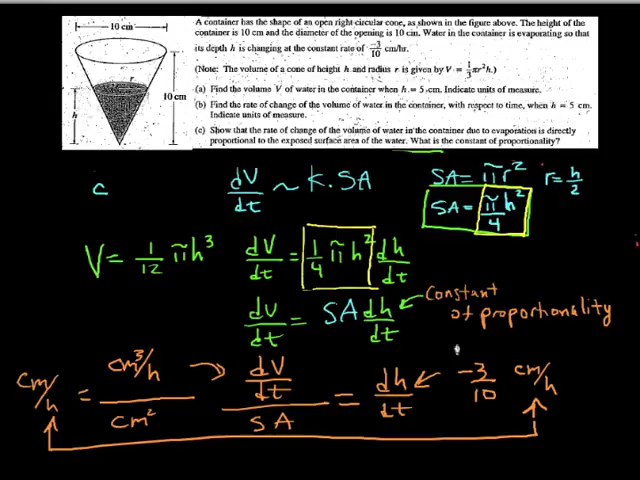 10 cm
r
10 cm
h
A container has the shape of an open right circular cone, as shown in the figure above. The height of the
container is 10 cm and the diameter of the opening is 10 cm. Water in the container is evaporating so that
its depth h is changing at the constant rate of -3/10 cm/hr.
(Note: The volume of a cone of height h and radius r is given by V = 1/3 πr²h.)
(a) Find the volume V of water in the container when h = 5 cm. Indicate units of measure.
(b) Find the rate of change of the volume of water in the container, with respect to time, when h = 5 cm.
Indicate units of measure.
(c) Show that the rate of change of the volume of water in the container due to evaporation is directly
proportional to the exposed surface area of the water. What is the constant of proportionality?
c dV/dt ~ K·SA SA = πr² r = h/2
SA = π/4 h²
V = 1/12 πh³ dV/dt = 1/4 πh² dh/dt
dV/dt = SA dh/dt Constant
of proportionality
cm/h = cm³/h / cm² dV/dt / SA = dh/dt -3/10 cm/h